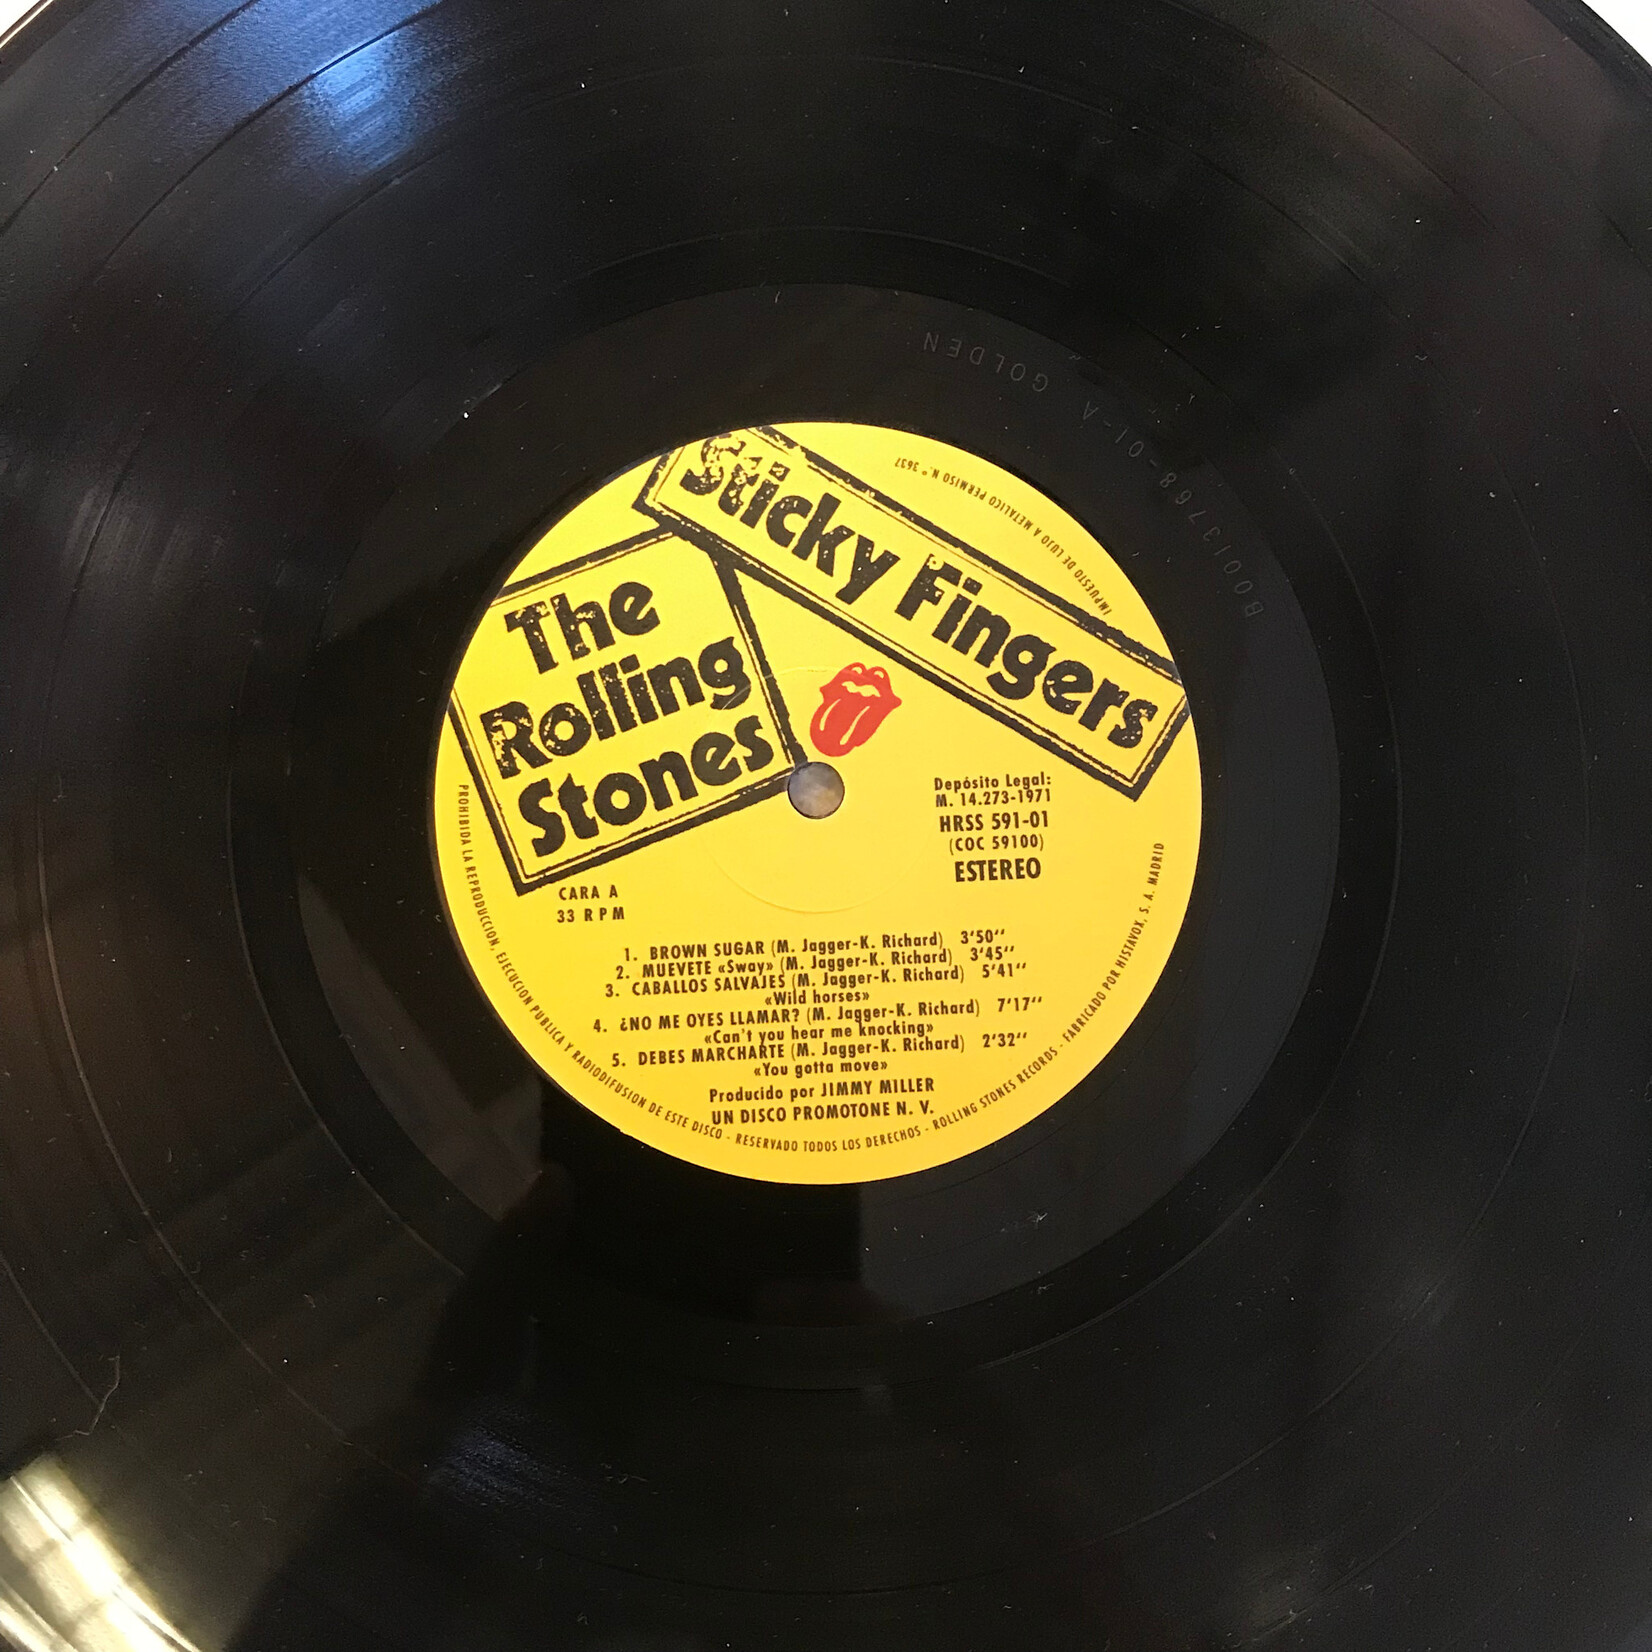 Sticky Fingers
The
Rolling
Stones
IMPUESTO DE LUJO A METALICO PERMISO N.º 3637
Depósito Legal:
M. 14.273-1971
HRSS 591-01
(COC 59100)
ESTEREO
CARA A
33 RPM
1. BROWN SUGAR (M. Jagger-K. Richard) 3'50''
2. MUEVETE «Sway» (M. Jagger-K. Richard) 3'45''
3. CABALLOS SALVAJES (M. Jagger-K. Richard) 5'41''
«Wild horses»
4. ¿NO ME OYES LLAMAR? (M. Jagger-K. Richard) 7'17''
«Can't you hear me knocking»
5. DEBES MARCHARTE (M. Jagger-K. Richard) 2'32''
«You gotta move»
Producido por JIMMY MILLER
UN DISCO PROMOTONE N. V.
PROHIBIDA LA REPRODUCCION, EJECUCION PUBLICA Y RADIODIFUSION DE ESTE DISCO - RESERVADO TODOS LOS DERECHOS - ROLLING STONES RECORDS - FABRICADO POR HISTAVOX, S. A. MADRID
B0013768-01-A GOLDEN